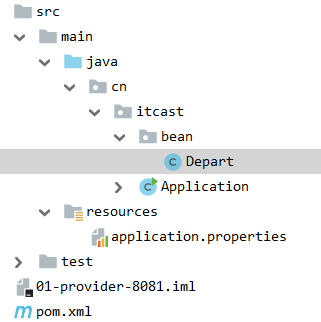 src
main
java
cn
itcast
bean
Depart
Application
resources
application.properties
test
01-provider-8081.iml
pom.xml